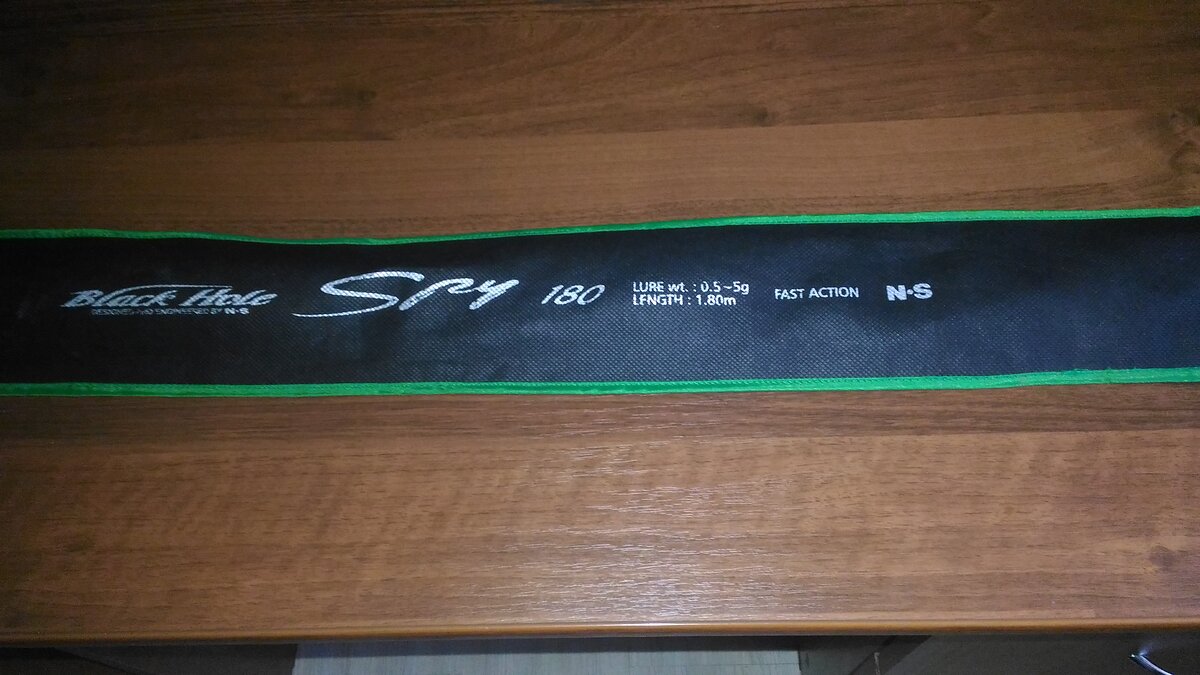 Black Hole
DESIGNED AND ENGINEERED BY N·S
SPY 180
LURE wt. : 0.5~5g
LENGTH : 1.80m
FAST ACTION
N·S